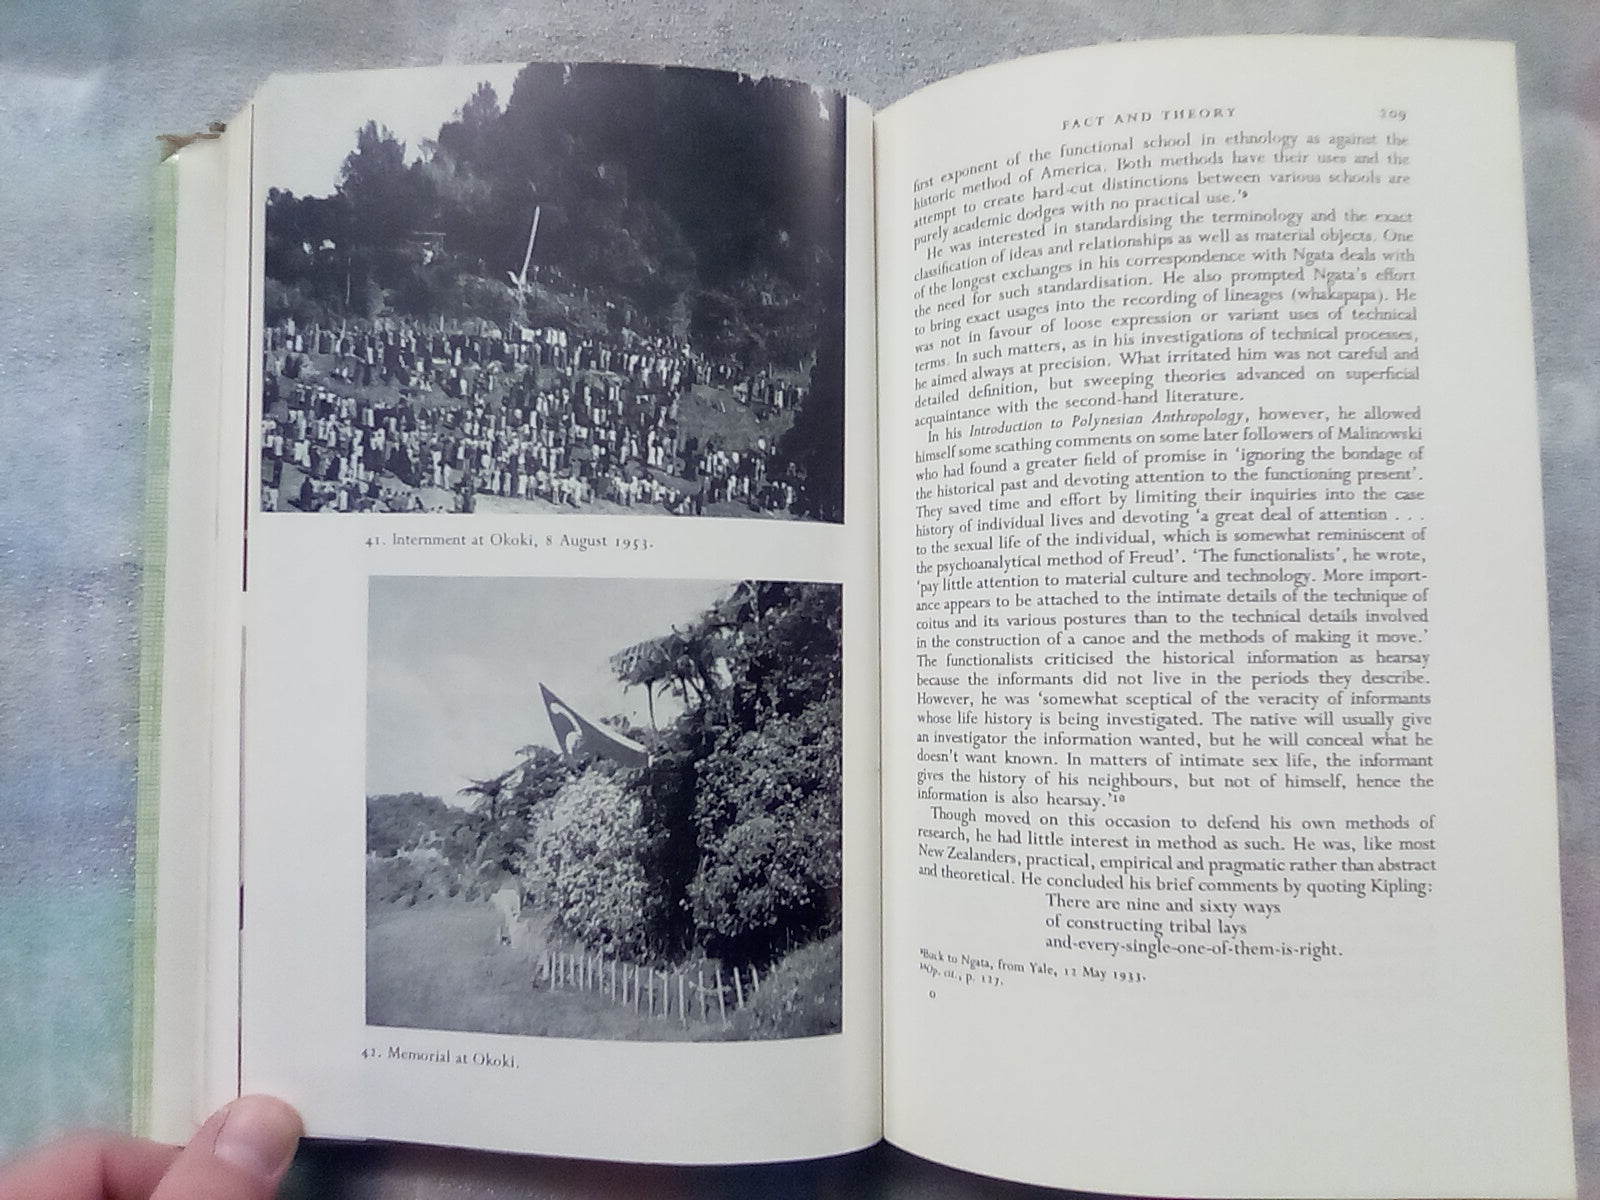 41. Internment at Okoki, 8 August 1953.
42. Memorial at Okoki.
FACT AND THEORY 209
first exponent of the functional school in ethnology as against the
historic method of America. Both methods have their uses and the
attempt to create hard-cut distinctions between various schools are
purely academic dodges with no practical use.'⁹
He was interested in standardising the terminology and the exact
classification of ideas and relationships as well as material objects. One
of the longest exchanges in his correspondence with Ngata deals with
the need for such standardisation. He also prompted Ngata's effort
to bring exact usages into the recording of lineages (whakapapa). He
was not in favour of loose expression or variant uses of technical
terms. In such matters, as in his investigations of technical processes,
he aimed always at precision. What irritated him was not careful and
detailed definition, but sweeping theories advanced on superficial
acquaintance with the second-hand literature.
In his Introduction to Polynesian Anthropology, however, he allowed
himself some scathing comments on some later followers of Malinowski
who had found a greater field of promise in 'ignoring the bondage of
the historical past and devoting attention to the functioning present'.
They saved time and effort by limiting their inquiries into the case
history of individual lives and devoting 'a great deal of attention . . .
to the sexual life of the individual, which is somewhat reminiscent of
the psychoanalytical method of Freud'. 'The functionalists', he wrote,
'pay little attention to material culture and technology. More import-
ance appears to be attached to the intimate details of the technique of
coitus and its various postures than to the technical details involved
in the construction of a canoe and the methods of making it move.'
The functionalists criticised the historical information as hearsay
because the informants did not live in the periods they describe.
However, he was 'somewhat sceptical of the veracity of informants
whose life history is being investigated. The native will usually give
an investigator the information wanted, but he will conceal what he
doesn't want known. In matters of intimate sex life, the informant
gives the history of his neighbours, but not of himself, hence the
information is also hearsay.'¹⁰
Though moved on this occasion to defend his own methods of
research, he had little interest in method as such. He was, like most
New Zealanders, practical, empirical and pragmatic rather than abstract
and theoretical. He concluded his brief comments by quoting Kipling:
There are nine and sixty ways
of constructing tribal lays
and-every-single-one-of-them-is-right.
⁹Buck to Ngata, from Yale, 12 May 1933.
¹⁰Op. cit., p. 127.
O